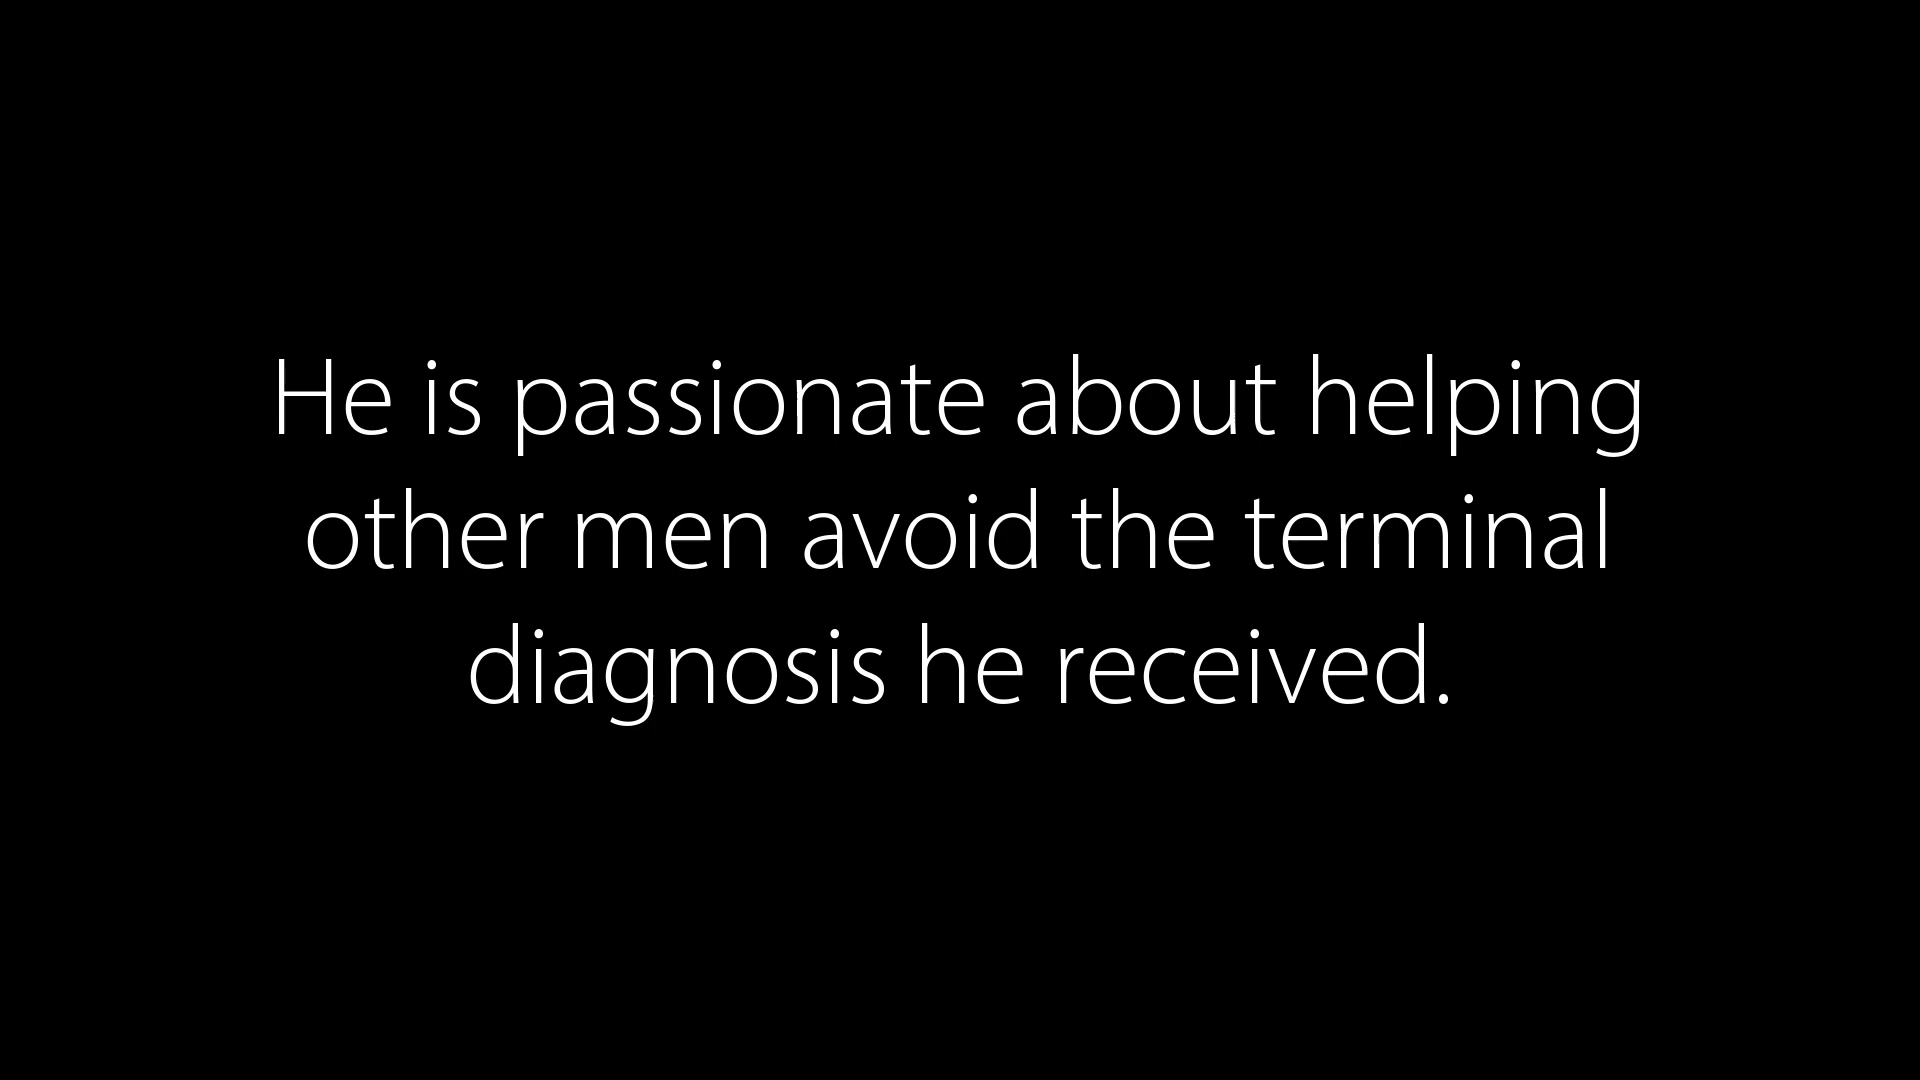 He is passionate about helping
other men avoid the terminal
diagnosis he received.